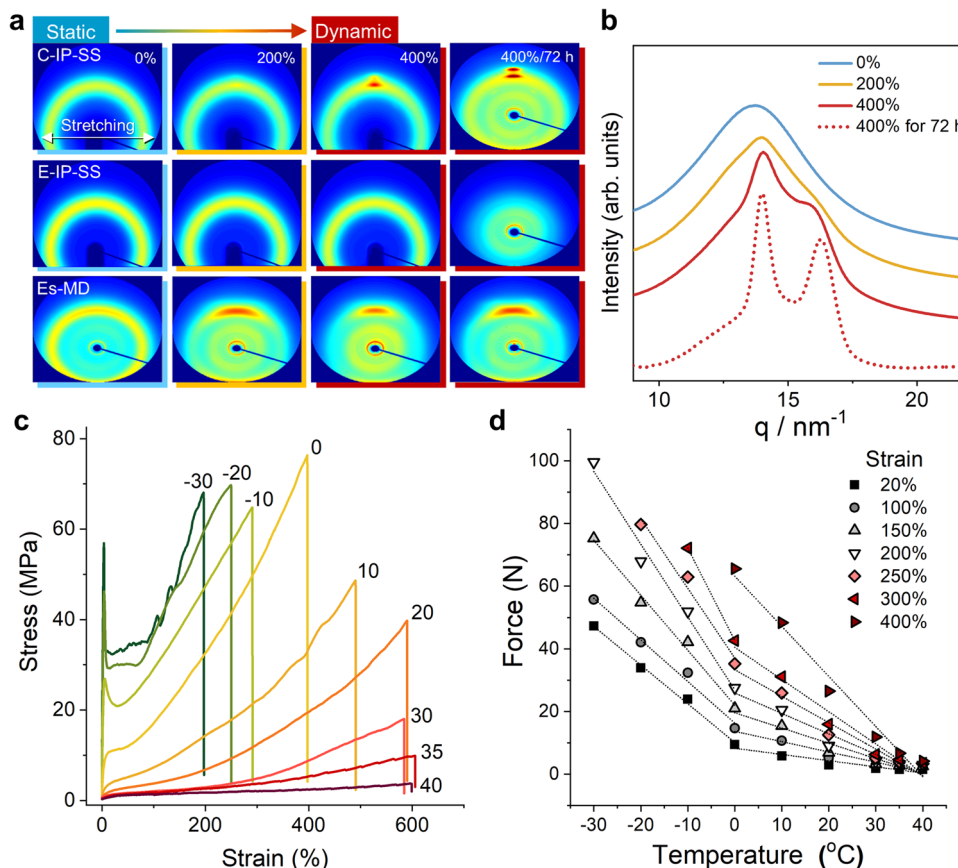 a
Static
Dynamic
C-IP-SS
0%
200%
400%
400%/72 h
Stretching
E-IP-SS
Es-MD
b
0%
200%
400%
400% for 72 h
Intensity (arb. units)
10
15
20
q / nm⁻¹
c
80
60
40
20
0
Stress (MPa)
-30
-20
-10
0
10
20
30
35
40
0
200
400
600
Strain (%)
d
100
80
60
40
20
0
Force (N)
Strain
20%
100%
150%
200%
250%
300%
400%
-30
-20
-10
0
10
20
30
40
Temperature (°C)